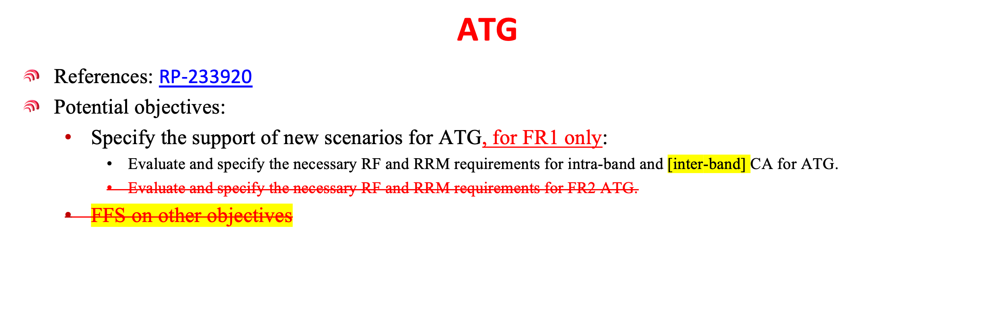 ATG
References: RP-233920
Potential objectives:
• Specify the support of new scenarios for ATG, for FR1 only:
• Evaluate and specify the necessary RF and RRM requirements for intra-band and [inter-band] CA for ATG.
• Evaluate and specify the necessary RF and RRM requirements for FR2 ATG.
• FFS on other objectives